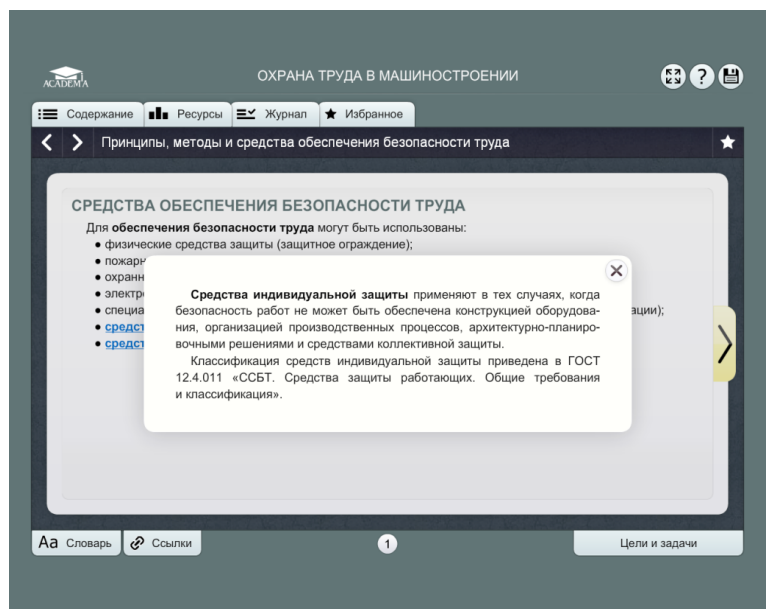 ACADEMA
ОХРАНА ТРУДА В МАШИНОСТРОЕНИИ
?
Содержание
Ресурсы
Журнал
Избранное
Принципы, методы и средства обеспечения безопасности труда
СРЕДСТВА ОБЕСПЕЧЕНИЯ БЕЗОПАСНОСТИ ТРУДА
Для обеспечения безопасности труда могут быть использованы:
● физические средства защиты (защитное ограждение);
● пожарн
● охранн
● электр
● специа ации);
● средст
● средст
Средства индивидуальной защиты применяют в тех случаях, когда
безопасность работ не может быть обеспечена конструкцией оборудова-
ния, организацией производственных процессов, архитектурно-планиро-
вочными решениями и средствами коллективной защиты.
Классификация средств индивидуальной защиты приведена в ГОСТ
12.4.011 «ССБТ. Средства защиты работающих. Общие требования
и классификация».
Aa Словарь
Ссылки
1
Цели и задачи